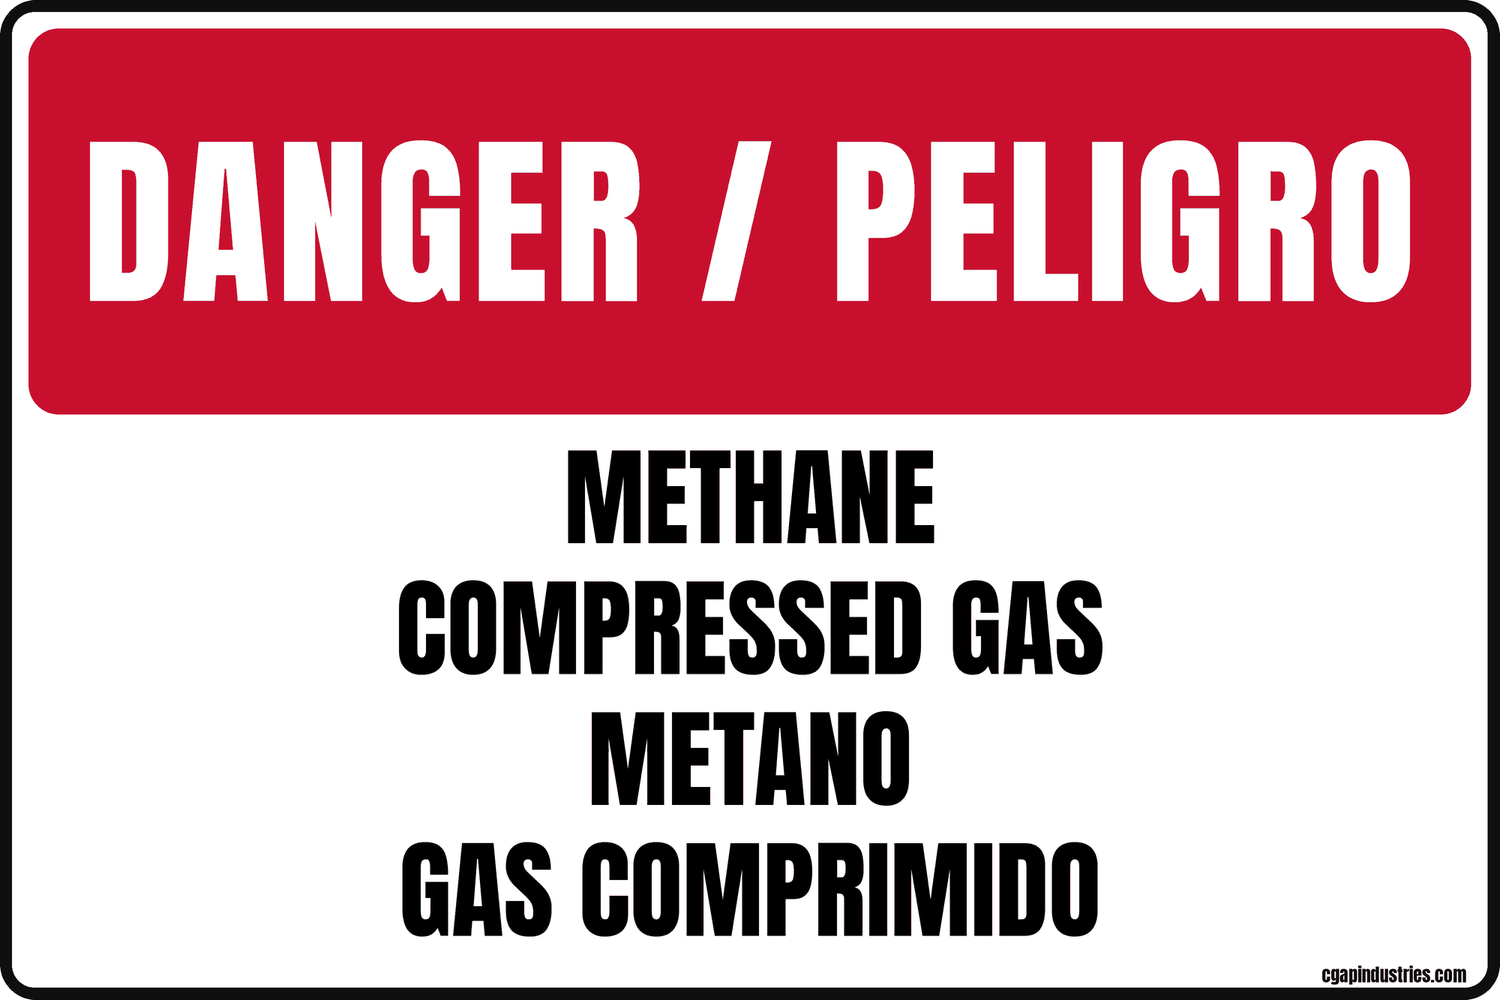 DANGER / PELIGRO
METHANE
COMPRESSED GAS
METANO
GAS COMPRIMIDO
cgapindustries.com